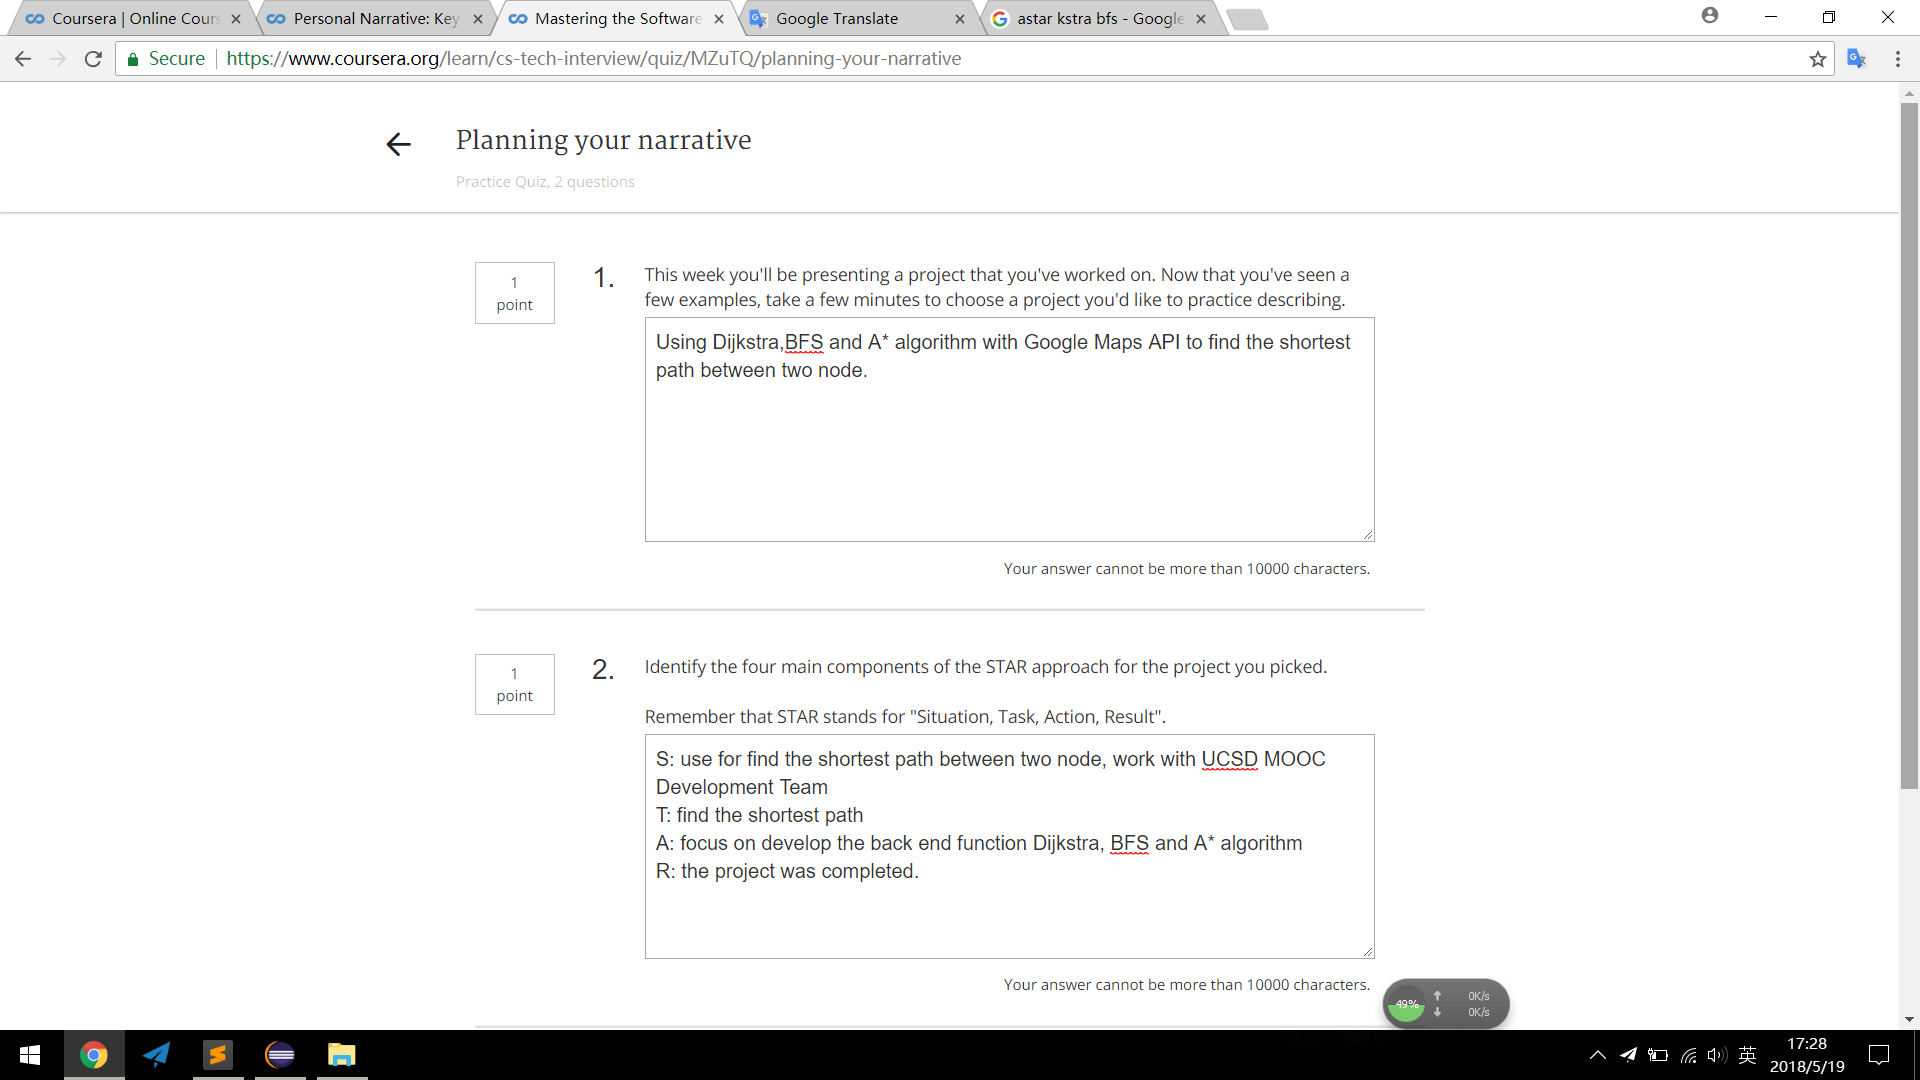 Coursera | Online Cours
Personal Narrative: Key
Mastering the Software
Google Translate
astar kstra bfs - Google
Secure
https://www.coursera.org/learn/cs-tech-interview/quiz/MZuTQ/planning-your-narrative
Planning your narrative
Practice Quiz, 2 questions
1
point
1.
This week you'll be presenting a project that you've worked on. Now that you've seen a
few examples, take a few minutes to choose a project you'd like to practice describing.
Using Dijkstra,BFS and A* algorithm with Google Maps API to find the shortest
path between two node.
Your answer cannot be more than 10000 characters.
1
point
2.
Identify the four main components of the STAR approach for the project you picked.
Remember that STAR stands for "Situation, Task, Action, Result".
S: use for find the shortest path between two node, work with UCSD MOOC
Development Team
T: find the shortest path
A: focus on develop the back end function Dijkstra, BFS and A* algorithm
R: the project was completed.
Your answer cannot be more than 10000 characters.
49%
0K/s
0K/s
英
17:28
2018/5/19